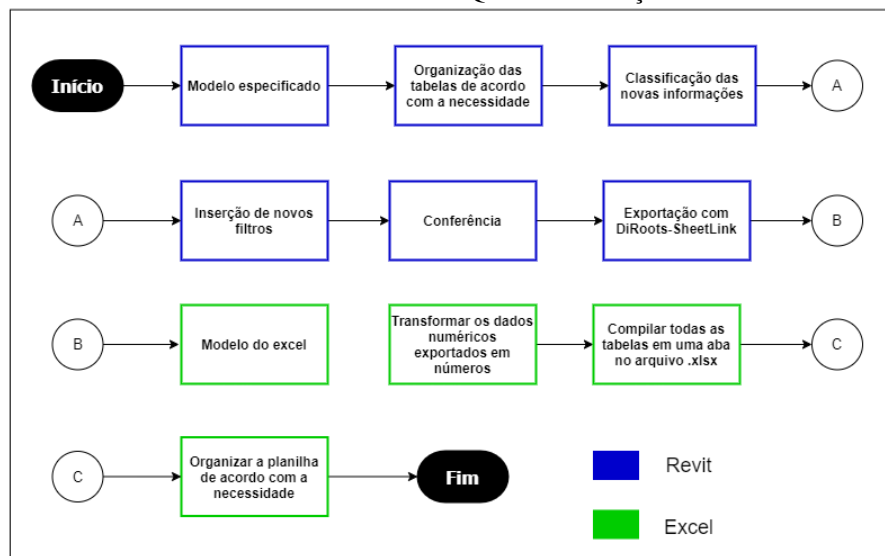 Início
Modelo especificado
Organização das
tabelas de acordo
com a necessidade
Classificação das
novas informações
A
A
Inserção de novos
filtros
Conferência
Exportação com
DiRoots-SheetLink
B
B
Modelo do excel
Transformar os dados
numéricos
exportados em
números
Compilar todas as
tabelas em uma aba
no arquivo .xlsx
C
C
Organizar a planilha
de acordo com a
necessidade
Fim
Revit
Excel